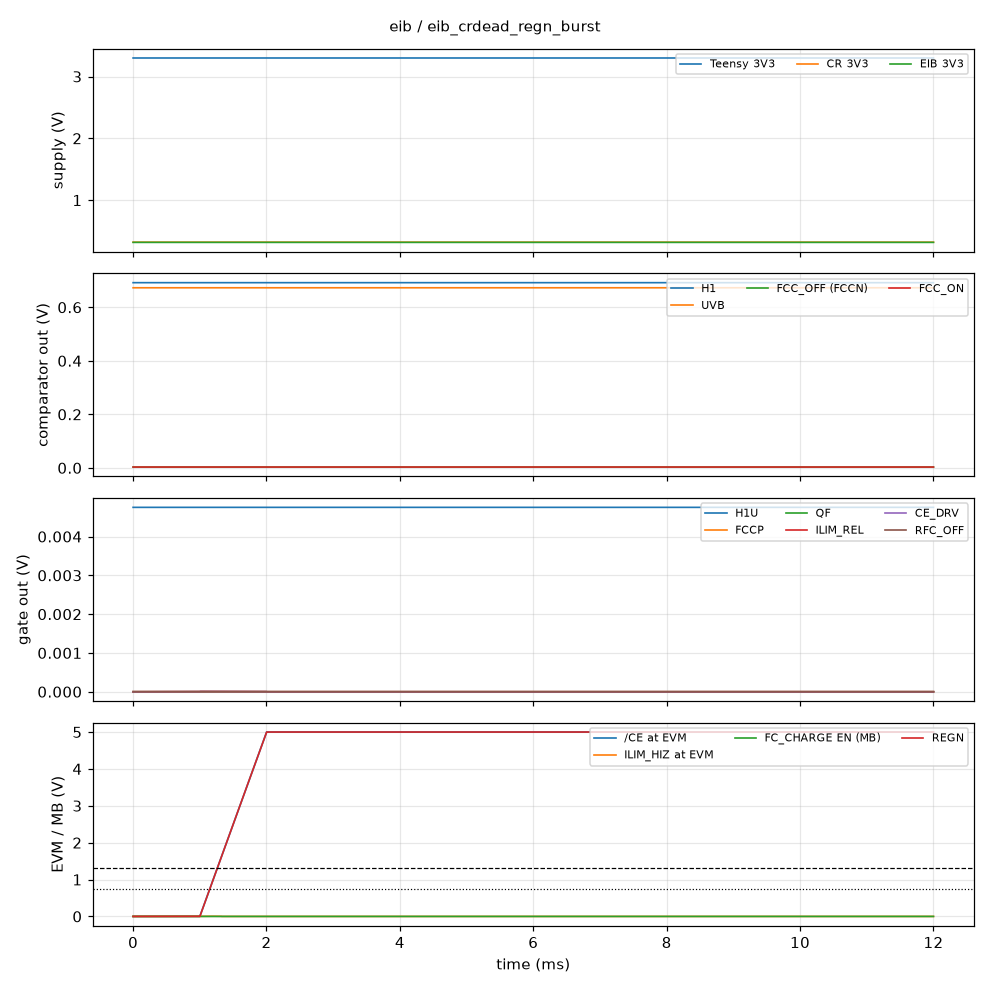 eib / eib_crdead_regn_burst
supply (V)
3
2
1
Teensy 3V3 CR 3V3 EIB 3V3
comparator out (V)
0.6
0.4
0.2
0.0
H1 FCC_OFF (FCCN) FCC_ON
UVB
gate out (V)
0.004
0.003
0.002
0.001
0.000
H1U QF CE_DRV
FCCP ILIM_REL RFC_OFF
EVM / MB (V)
5
4
3
2
1
0
/CE at EVM FC_CHARGE EN (MB) REGN
ILIM_HIZ at EVM
0 2 4 6 8 10 12
time (ms)